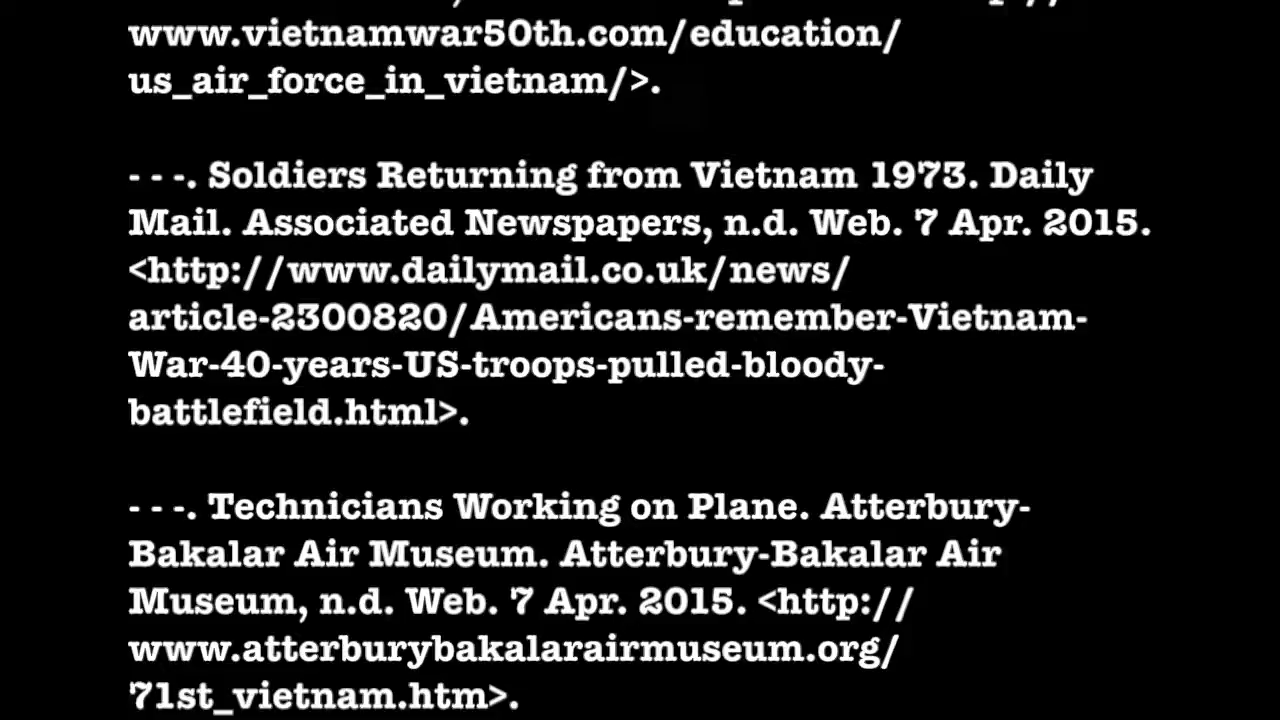 www.vietnamwar50th.com/education/
us_air_force_in_vietnam/>.
- - -. Soldiers Returning from Vietnam 1973. Daily
Mail. Associated Newspapers, n.d. Web. 7 Apr. 2015.
<http://www.dailymail.co.uk/news/
article-2300820/Americans-remember-Vietnam-
War-40-years-US-troops-pulled-bloody-
battlefield.html>.
- - -. Technicians Working on Plane. Atterbury-
Bakalar Air Museum. Atterbury-Bakalar Air
Museum, n.d. Web. 7 Apr. 2015. <http://
www.atterburybakalarairmuseum.org/
71st_vietnam.htm>.